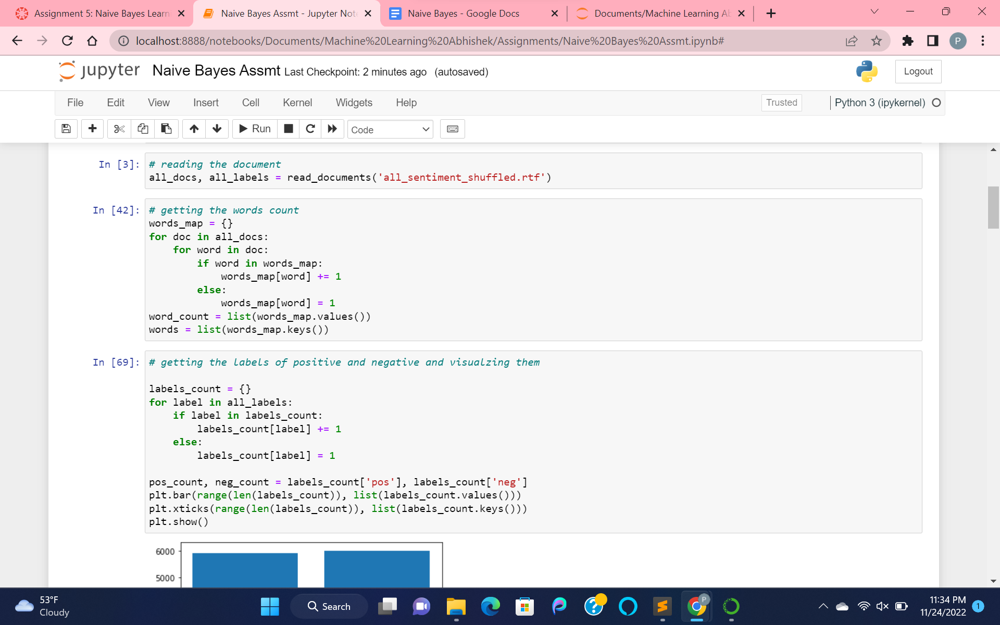 Assignment 5: Naive Bayes Learn
Naive Bayes Assmt - Jupyter Note
Naive Bayes - Google Docs
Documents/Machine Learning Ab
localhost:8888/notebooks/Documents/Machine%20Learning%20Abhishek/Assignments/Naive%20Bayes%20Assmt.ipynb#
P
jupyter Naive Bayes Assmt Last Checkpoint: 2 minutes ago (autosaved)
Logout
File Edit View Insert Cell Kernel Widgets Help
Trusted
Python 3 (ipykernel)
Run
Code
In [3]:
# reading the document
all_docs, all_labels = read_documents('all_sentiment_shuffled.rtf')
In [42]:
# getting the words count
words_map = {}
for doc in all_docs:
    for word in doc:
        if word in words_map:
            words_map[word] += 1
        else:
            words_map[word] = 1
word_count = list(words_map.values())
words = list(words_map.keys())
In [69]:
# getting the labels of positive and negative and visualzing them
labels_count = {}
for label in all_labels:
    if label in labels_count:
        labels_count[label] += 1
    else:
        labels_count[label] = 1
pos_count, neg_count = labels_count['pos'], labels_count['neg']
plt.bar(range(len(labels_count)), list(labels_count.values()))
plt.xticks(range(len(labels_count)), list(labels_count.keys()))
plt.show()
6000
5000
53°F
Cloudy
Search
P
11:34 PM
11/24/2022
1